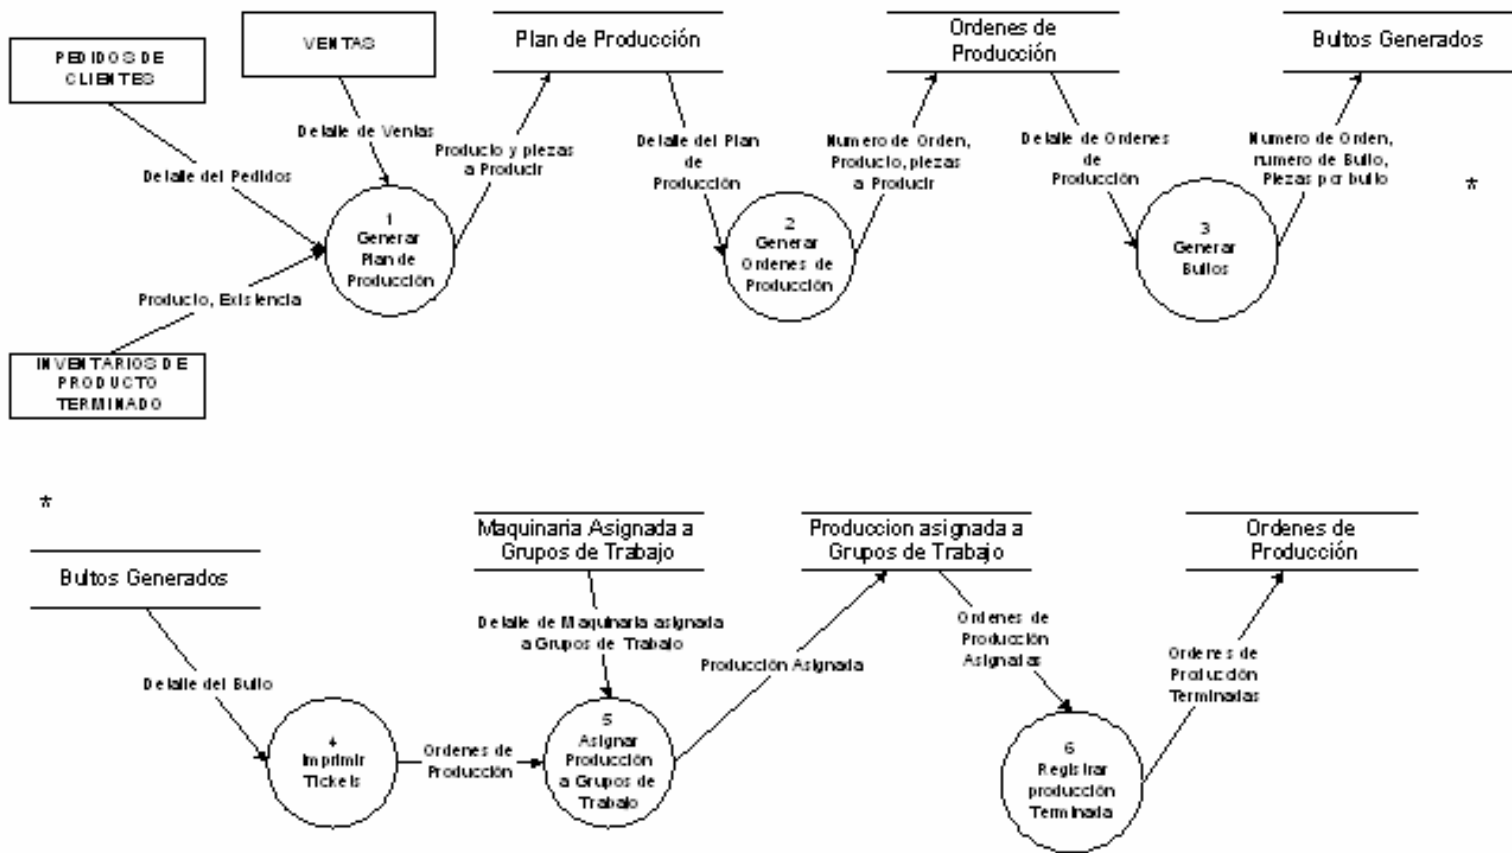 PEDIDOS DE
CLIENTES
VENTAS
Plan de Producción
Ordenes de
Producción
Bultos Generados
Detalle de Ventas
Producto y piezas
a Producir
Detalle del Plan
de
Producción
Numero de Orden,
Producto, piezas
a Producir
Detalle de Ordenes
de
Producción
Numero de Orden,
numero de Bulto,
Piezas por bulto
*
Detalle del Pedidos
1
Generar
Plan de
Producción
2
Generar
Ordenes de
Producción
3
Generar
Bultos
Producto, Existencia
INVENTARIOS DE
PRODUCTO
TERMINADO
*
Bultos Generados
Maquinaria Asignada a
Grupos de Trabajo
Produccion asignada a
Grupos de Trabajo
Ordenes de
Producción
Detalle de Maquinaria asignada
a Grupos de Trabajo
Producción Asignada
Ordenes de
Producción
Asignadas
Ordenes de
Producción
Terminadas
Detalle del Bulto
4
Imprimir
Tickets
Ordenes de
Producción
5
Asignar
Producción
a Grupos de
Trabajo
6
Registrar
producción
Terminada